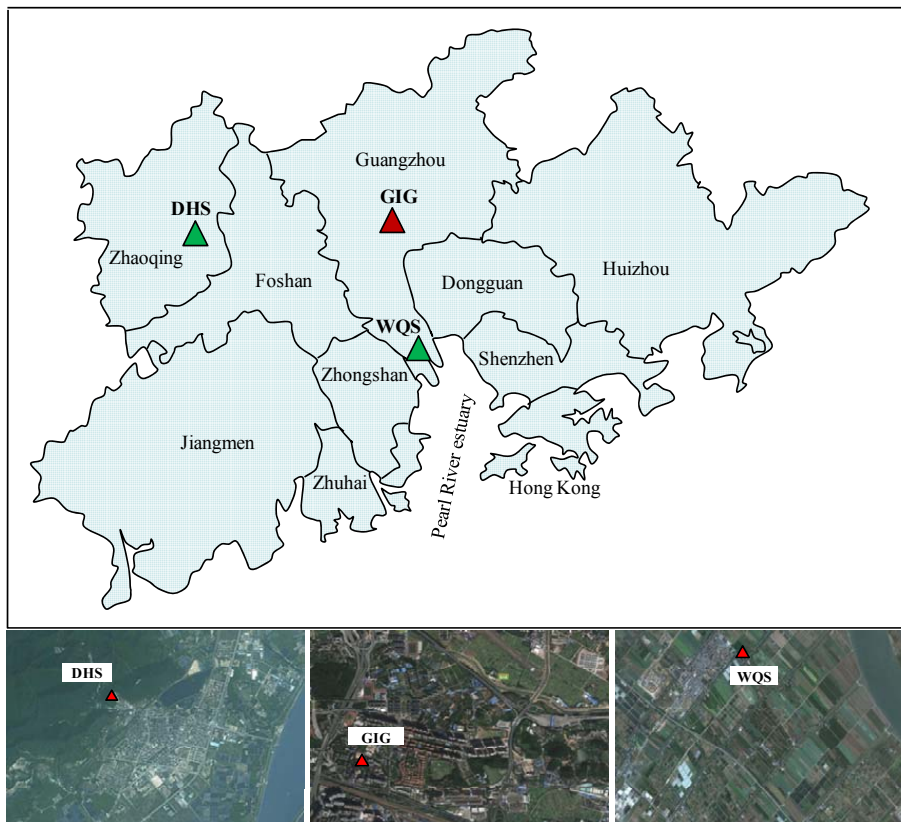 Guangzhou
GIG
DHS
Zhaoqing
Foshan
Dongguan
Huizhou
WQS
Shenzhen
Zhongshan
Jiangmen
Zhuhai
Pearl River estuary
Hong Kong
DHS
GIG
WQS